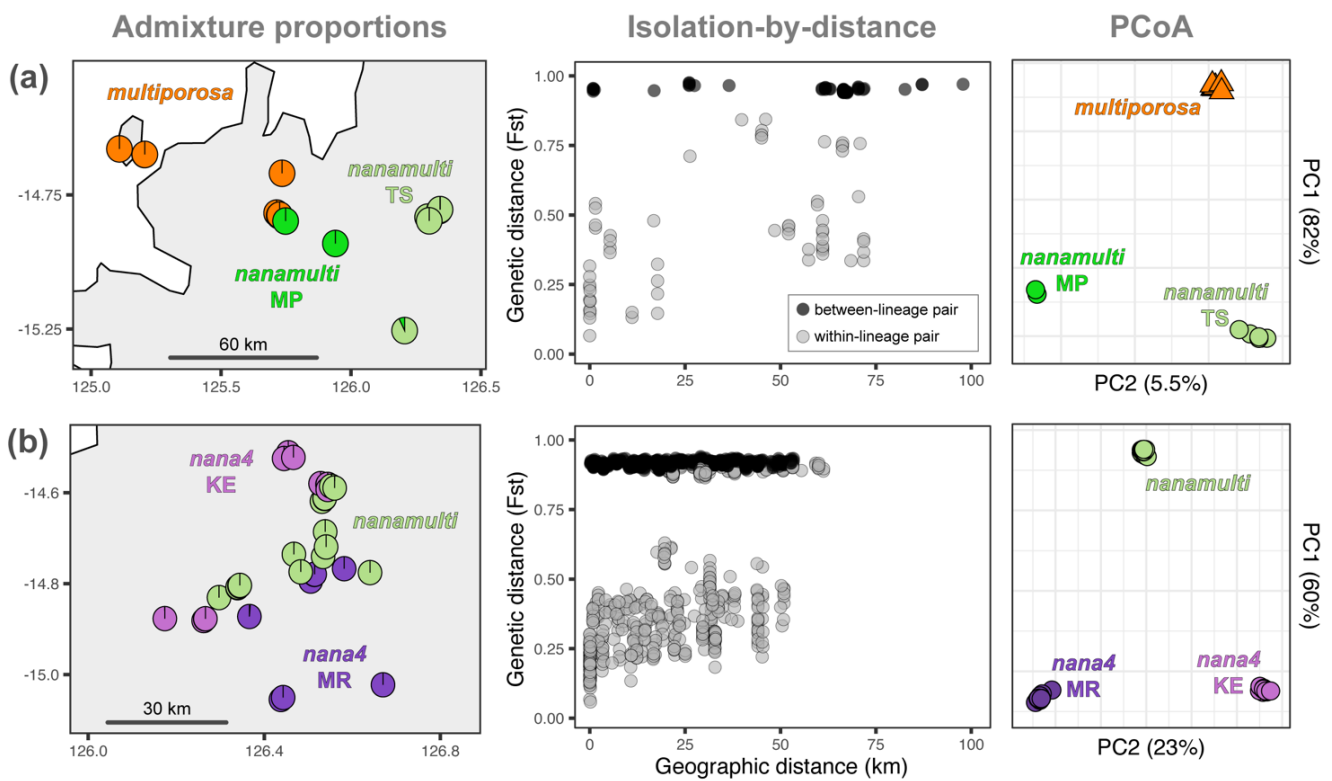 Admixture proportions
Isolation-by-distance
PCoA
(a)
multiporosa
nanamulti
TS
nanamulti
MP
60 km
-14.75
-15.25
125.0
125.5
126.0
126.5
Genetic distance (Fst)
1.00
0.75
0.50
0.25
0.00
between-lineage pair
within-lineage pair
0
25
50
75
100
multiporosa
nanamulti
MP
nanamulti
TS
PC1 (82%)
PC2 (5.5%)
(b)
nana4
KE
nanamulti
nana4
MR
30 km
-14.6
-14.8
-15.0
126.0
126.4
126.8
Genetic distance (Fst)
1.00
0.75
0.50
0.25
0.00
0
25
50
75
100
Geographic distance (km)
nanamulti
nana4
MR
nana4
KE
PC1 (60%)
PC2 (23%)